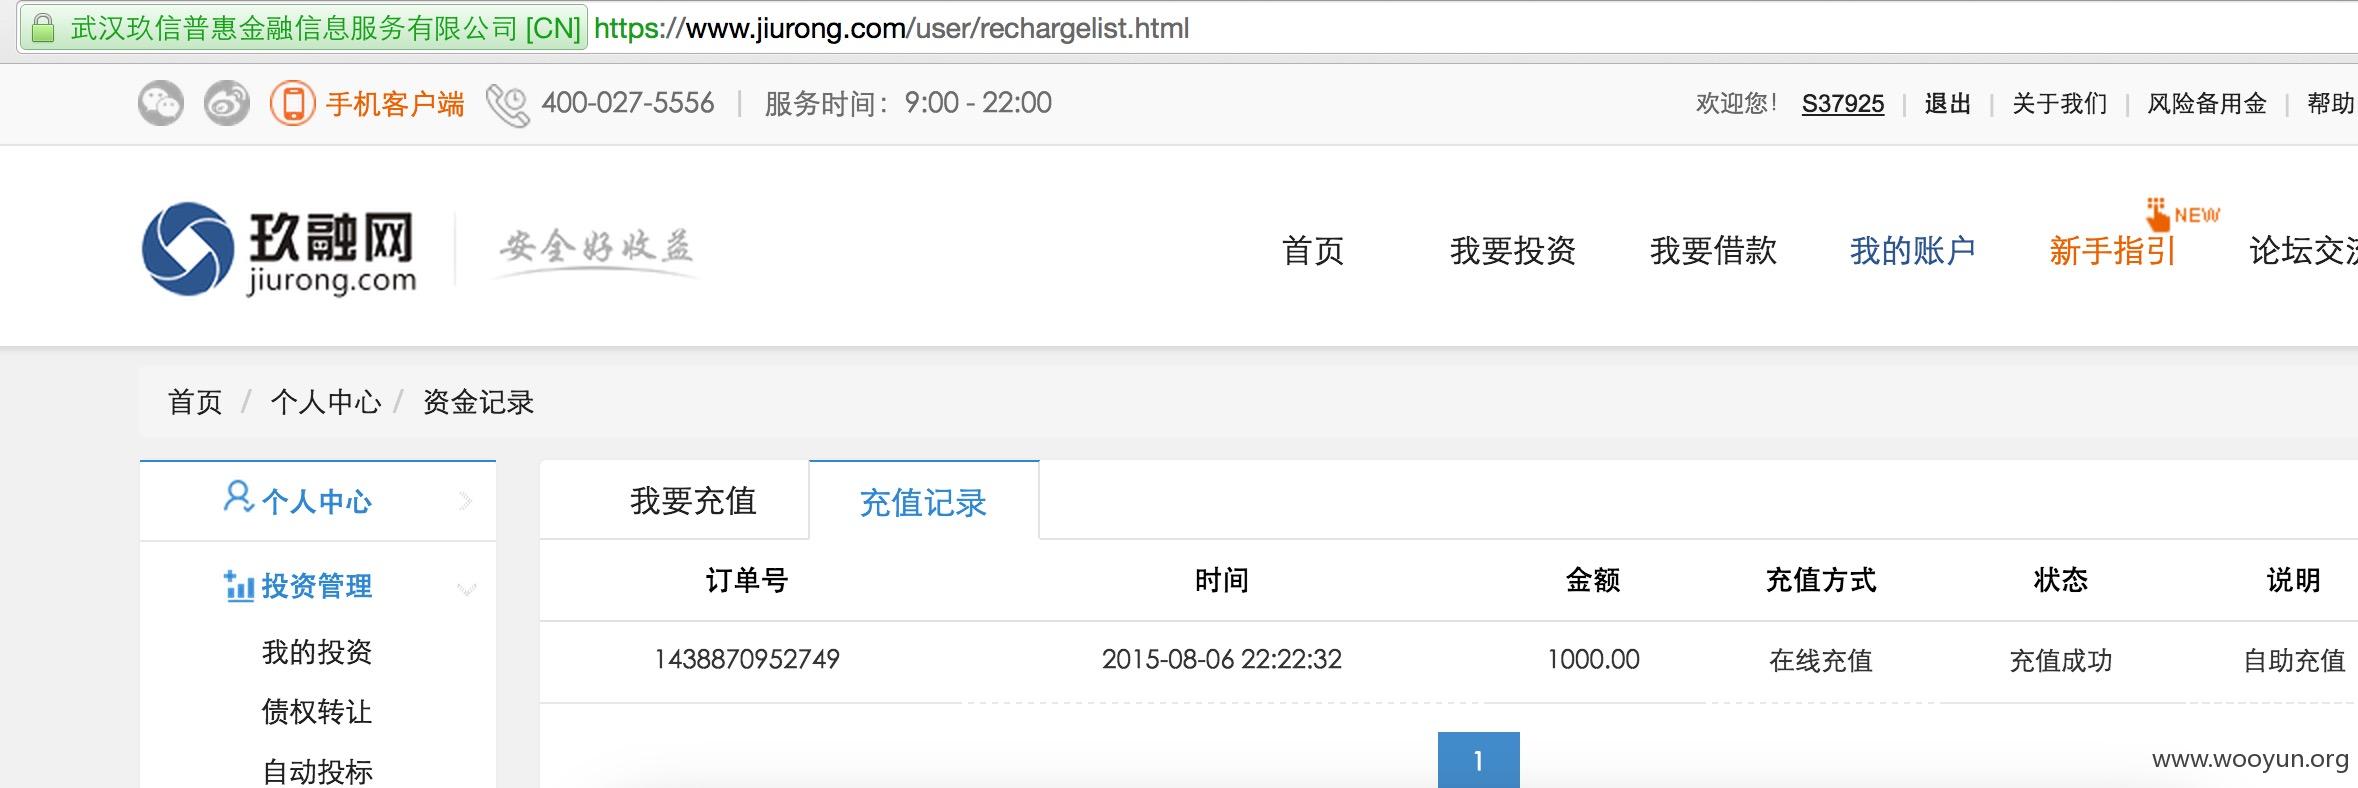 武汉玖信普惠金融信息服务有限公司 [CN] https://www.jiurong.com/user/rechargelist.html
手机客户端 400-027-5556 | 服务时间：9:00 - 22:00 欢迎您！ S37925 | 退出 | 关于我们 | 风险备用金 | 帮助
玖融网 jiurong.com 安全好收益
首页 我要投资 我要借款 我的账户 新手指引 NEW 论坛交流
首页 / 个人中心 / 资金记录
个人中心
投资管理
我的投资
债权转让
自动投标
我要充值 充值记录
订单号 时间 金额 充值方式 状态 说明
1438870952749 2015-08-06 22:22:32 1000.00 在线充值 充值成功 自助充值
1
www.wooyun.org